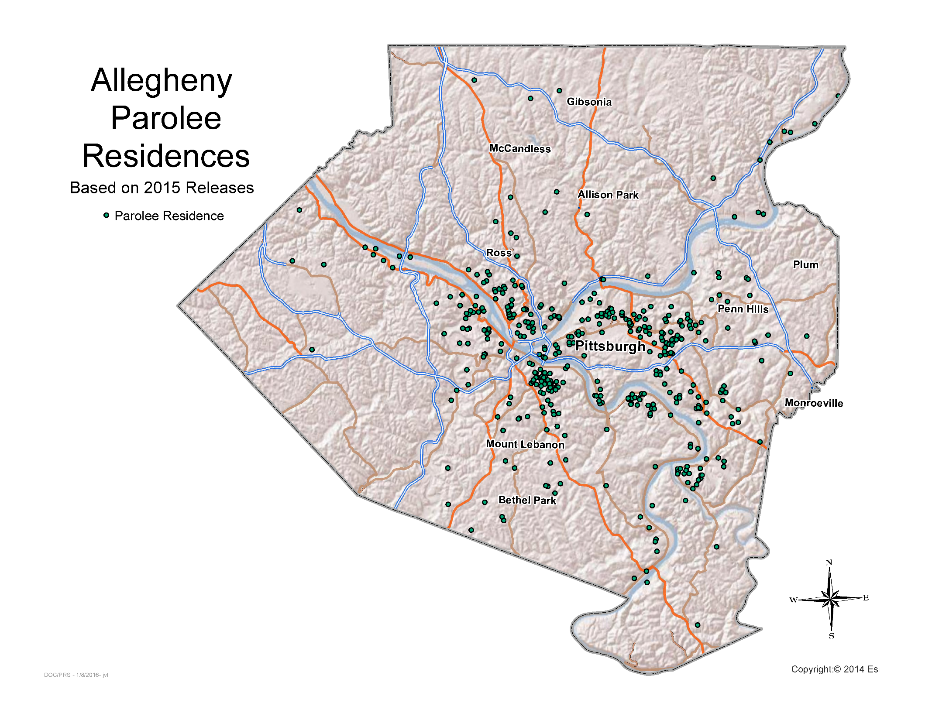 Allegheny
Parolee
Residences
Based on 2015 Releases
Parolee Residence
Gibsonia
McCandless
Allison Park
Ross
Plum
Penn Hills
Pittsburgh
Monroeville
Mount Lebanon
Bethel Park
N
W
E
S
Copyright:© 2014 Es